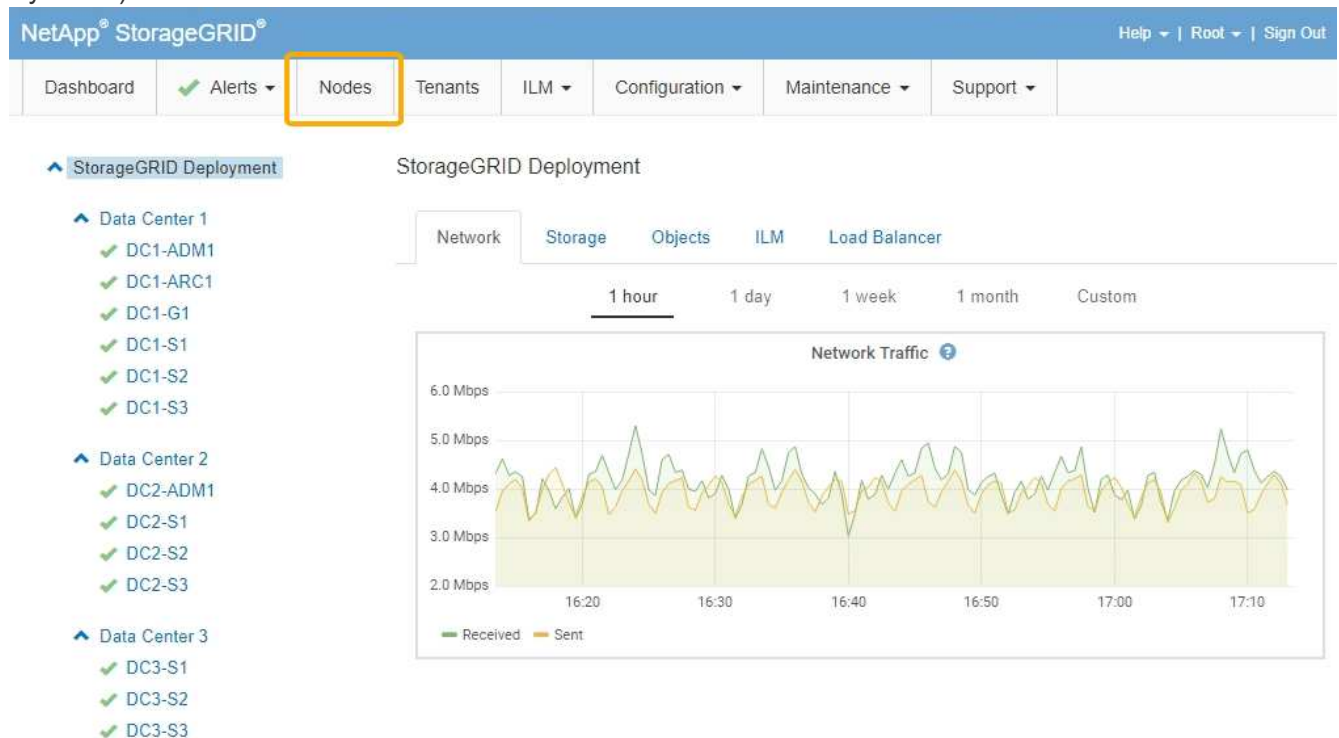 NetApp® StorageGRID®
Help | Root | Sign Out
Dashboard Alerts Nodes Tenants ILM Configuration Maintenance Support
StorageGRID Deployment
Data Center 1
DC1-ADM1
DC1-ARC1
DC1-G1
DC1-S1
DC1-S2
DC1-S3
Data Center 2
DC2-ADM1
DC2-S1
DC2-S2
DC2-S3
Data Center 3
DC3-S1
DC3-S2
DC3-S3
StorageGRID Deployment
Network Storage Objects ILM Load Balancer
1 hour 1 day 1 week 1 month Custom
Network Traffic ?
6.0 Mbps
5.0 Mbps
4.0 Mbps
3.0 Mbps
2.0 Mbps
16:20 16:30 16:40 16:50 17:00 17:10
Received Sent